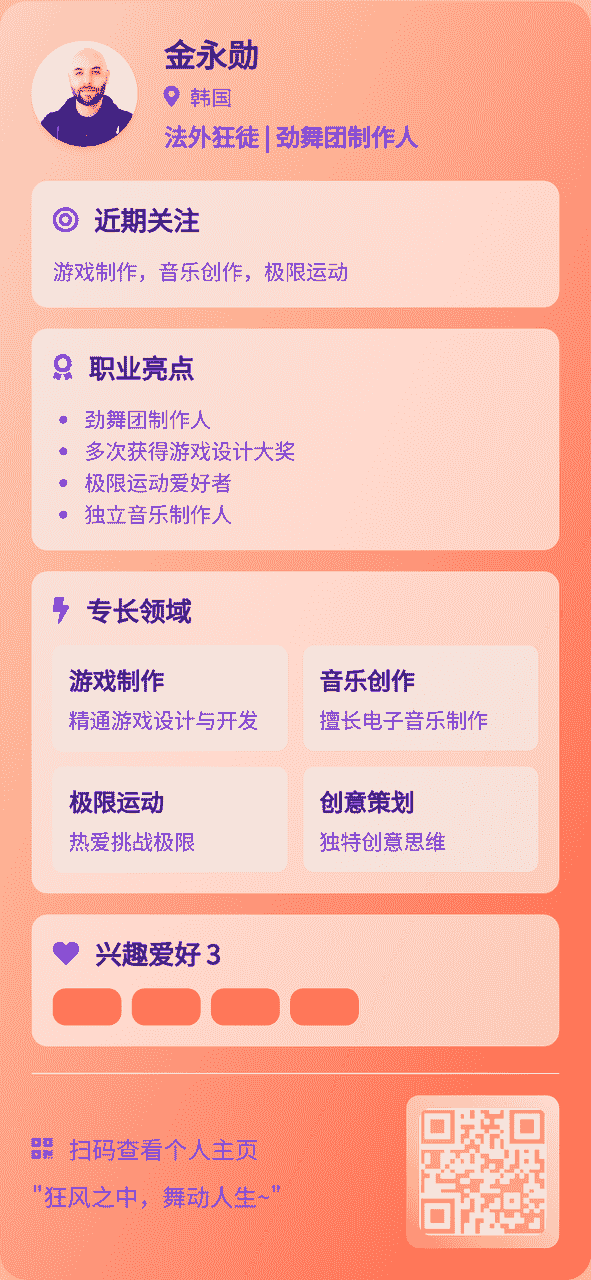 金永勋
韩国
法外狂徒 | 劲舞团制作人
近期关注
游戏制作，音乐创作，极限运动
职业亮点
• 劲舞团制作人
• 多次获得游戏设计大奖
• 极限运动爱好者
• 独立音乐制作人
专长领域
游戏制作
精通游戏设计与开发
音乐创作
擅长电子音乐制作
极限运动
热爱挑战极限
创意策划
独特创意思维
兴趣爱好 3
扫码查看个人主页
"狂风之中，舞动人生~"